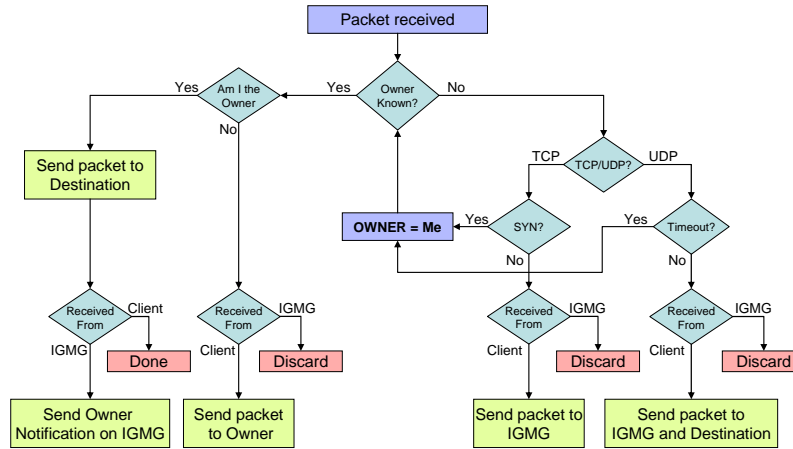 Packet received
Yes
Am I the
Owner
Yes
Owner
Known?
No
No
TCP
TCP/UDP?
UDP
Send packet to
Destination
OWNER = Me
Yes
SYN?
Yes
Timeout?
No
No
Received
From
Client
IGMG
Done
Received
From
IGMG
Client
Discard
Received
From
IGMG
Client
Discard
Received
From
IGMG
Client
Discard
Send Owner
Notification on IGMG
Send packet
to Owner
Send packet to
IGMG
Send packet to
IGMG and Destination